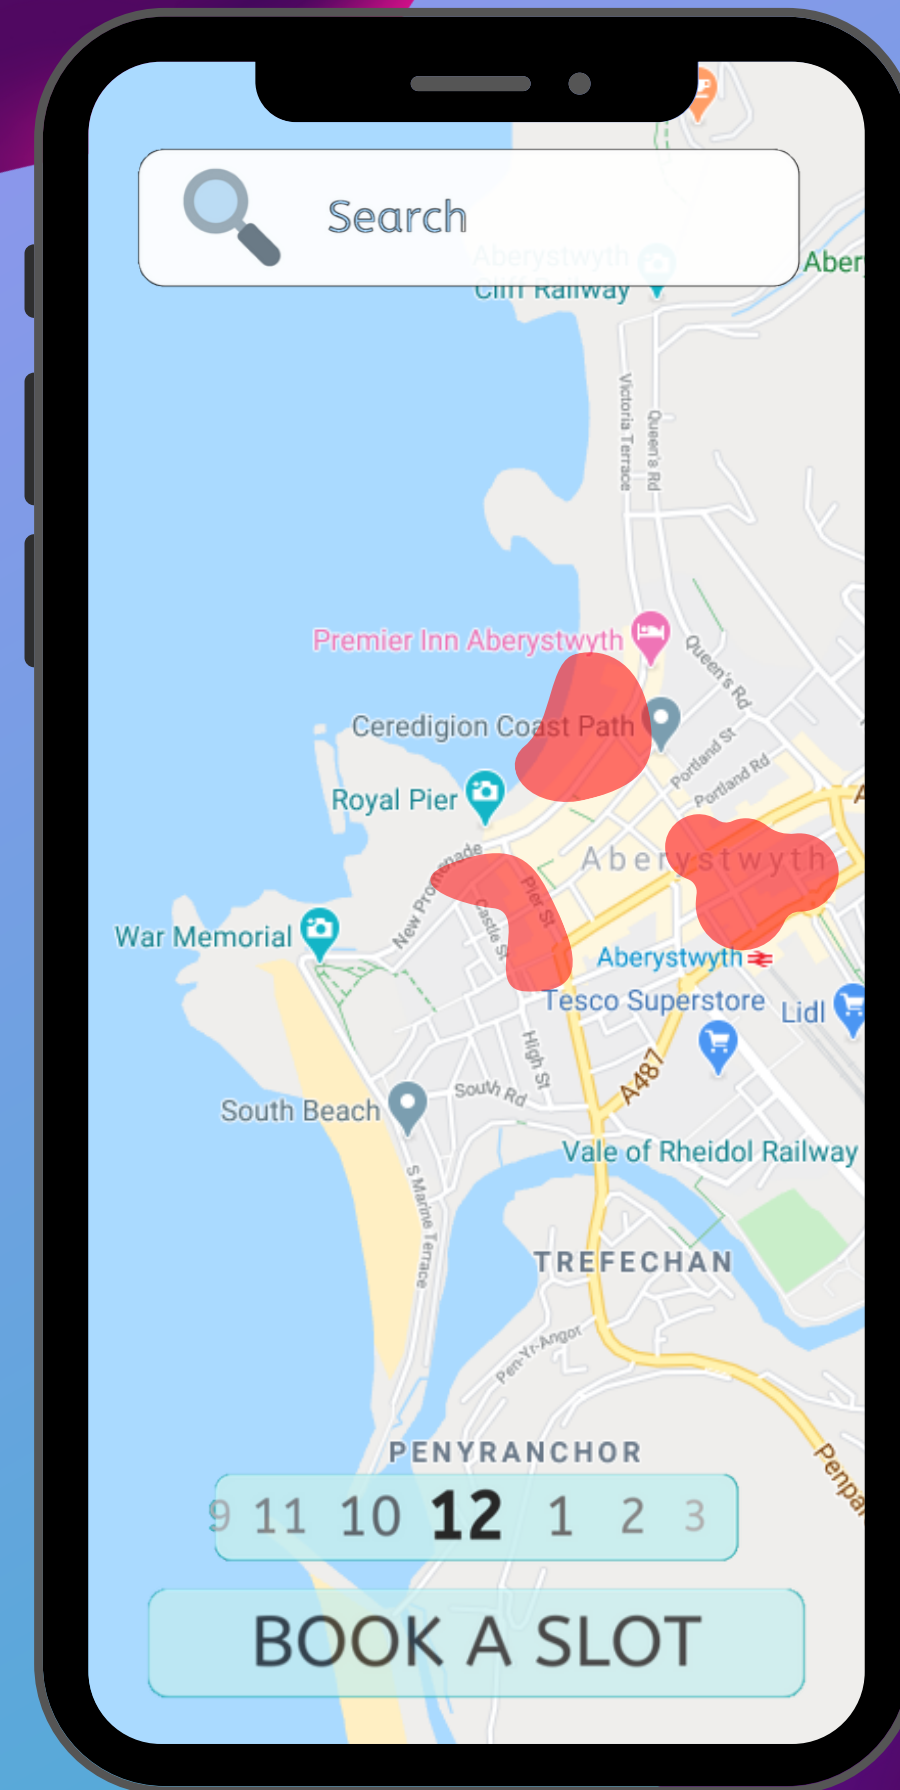 Search
Aberystwyth
Cliff Railway
Aber
Victoria Terrace
Queen's Rd
Premier Inn Aberystwyth
Queen's Rd
Ceredigion Coast Path
Portland St
Portland Rd
Royal Pier
A
Aberystwyth
New Promenade
Pier St
Castle St
War Memorial
Aberystwyth
Tesco Superstore
Lidl
High St
A487
South Rd
South Beach
Vale of Rheidol Railway
S Marine Terrace
TREFECHAN
Pen-Yr-Angor
PENYRANCHOR
Penpar
9 11 10 12 1 2 3
BOOK A SLOT